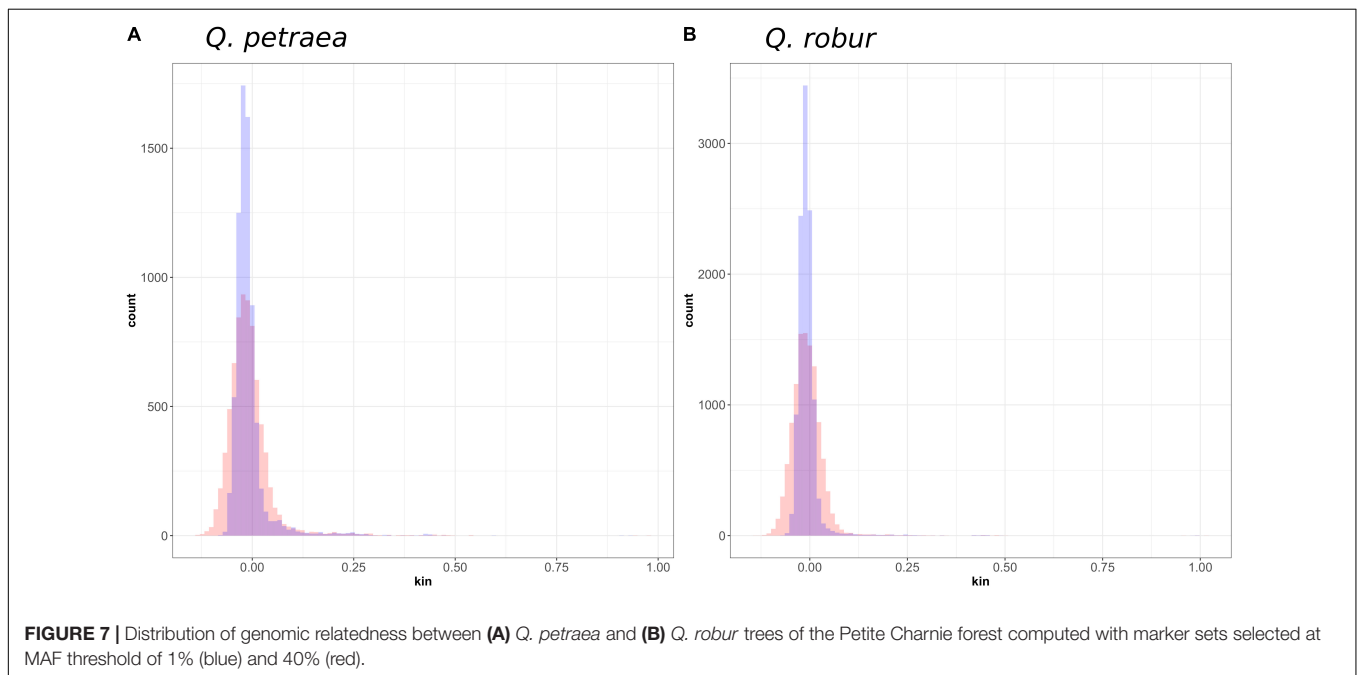 A Q. petraea
B Q. robur
1500
1000
500
0
count
0.00 0.25 0.50 0.75 1.00
kin
3000
2000
1000
0
count
0.00 0.25 0.50 0.75 1.00
kin
FIGURE 7 | Distribution of genomic relatedness between (A) Q. petraea and (B) Q. robur trees of the Petite Charnie forest computed with marker sets selected at
MAF threshold of 1% (blue) and 40% (red).